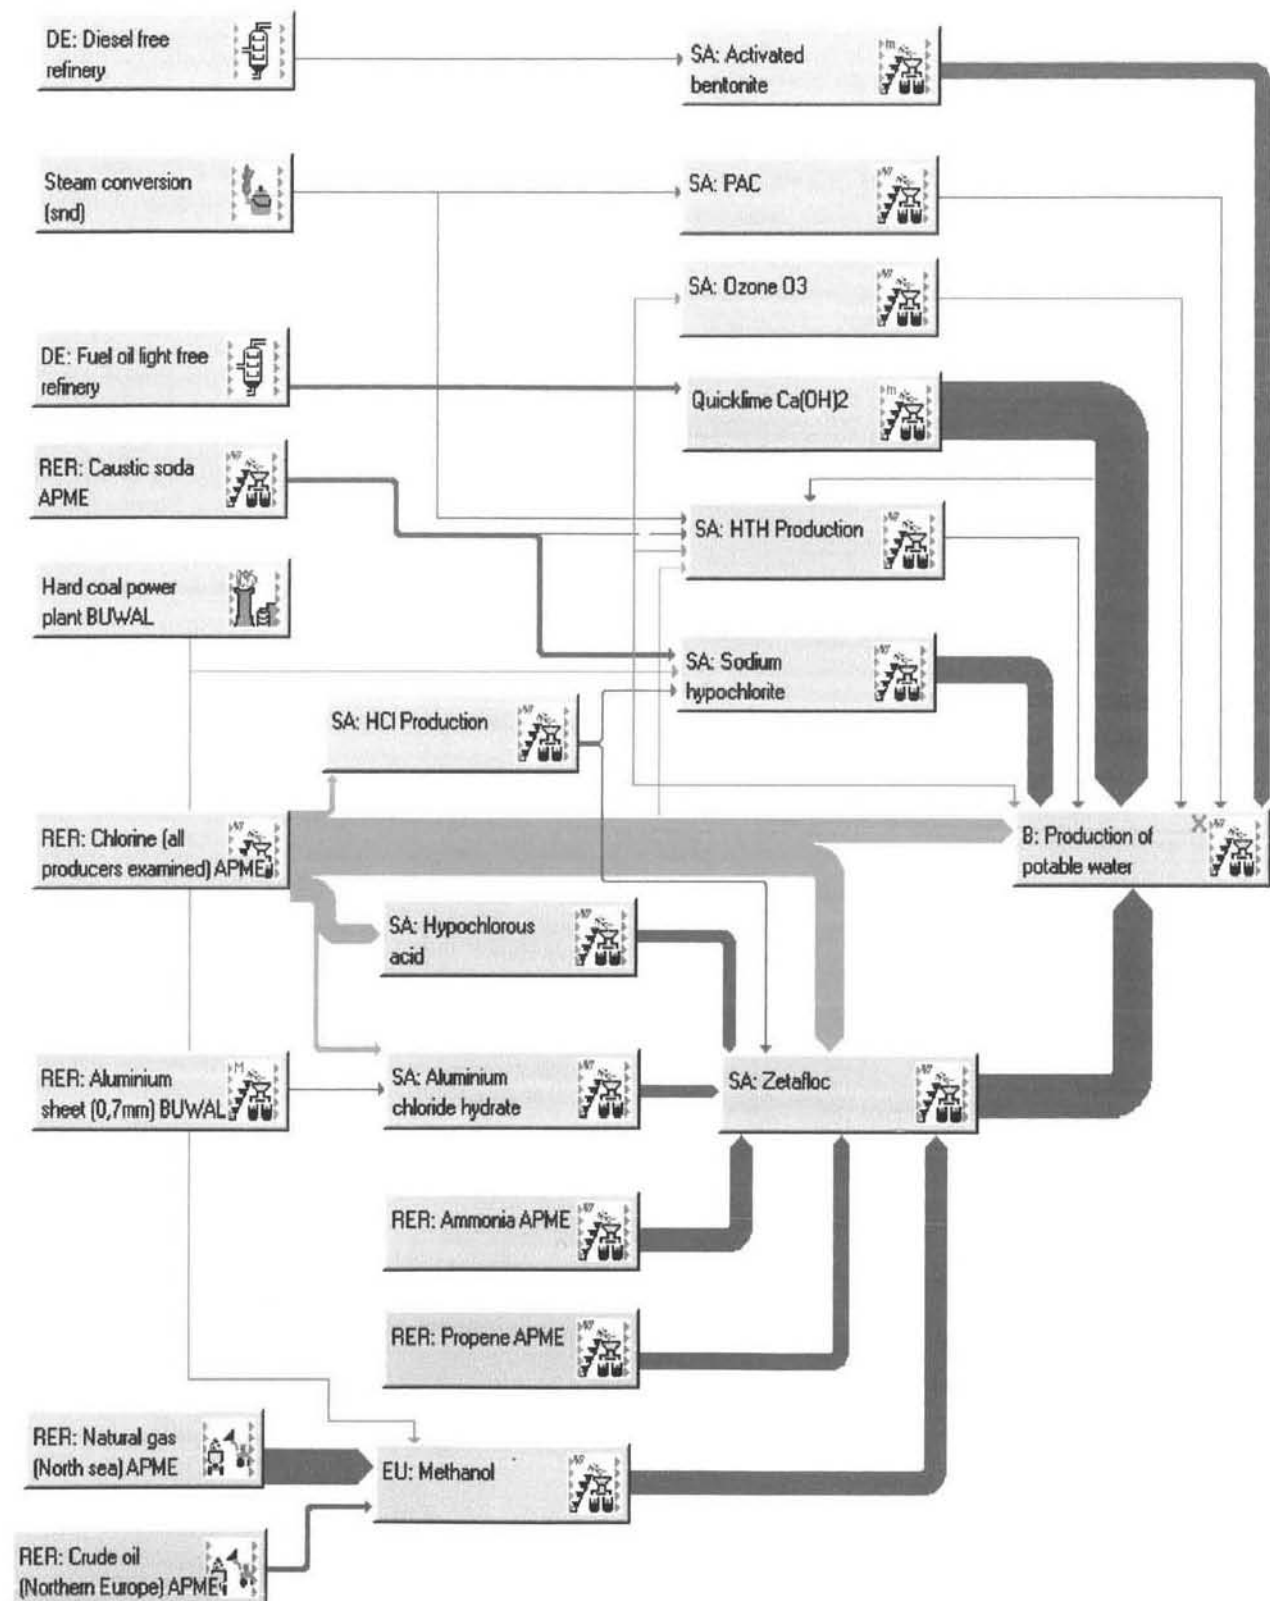 DE: Diesel free
refinery
SA: Activated
bentonite
Steam conversion
(snd)
SA: PAC
SA: Ozone O3
DE: Fuel oil light free
refinery
Quicklime Ca(OH)2
RER: Caustic soda
APME
SA: HTH Production
Hard coal power
plant BUWAL
SA: Sodium
hypochlorite
SA: HCl Production
RER: Chlorine (all
producers examined) APME
B: Production of
potable water
SA: Hypochlorous
acid
RER: Aluminium
sheet (0,7mm) BUWAL
SA: Aluminium
chloride hydrate
SA: Zetafloc
RER: Ammonia APME
RER: Propene APME
RER: Natural gas
(North sea) APME
EU: Methanol
RER: Crude oil
(Northern Europe) APME